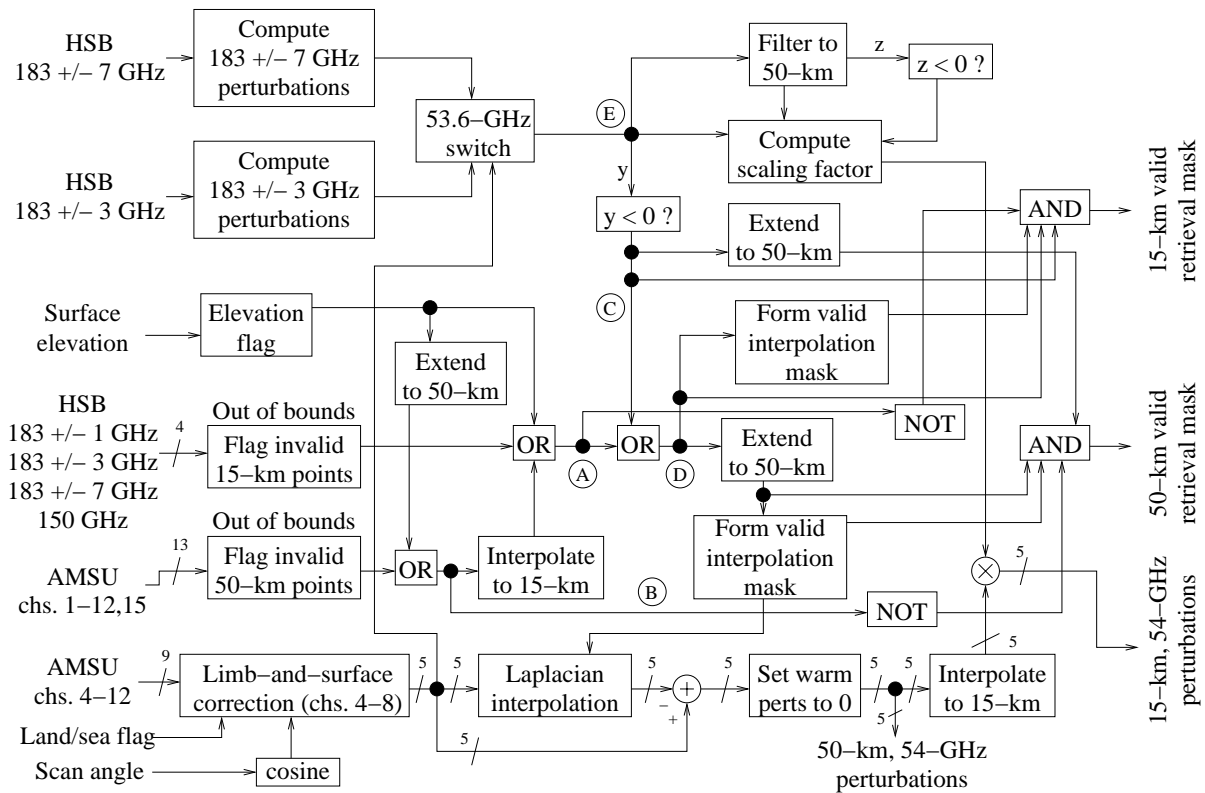 HSB
183 +/− 7 GHz
Compute
183 +/− 7 GHz
perturbations
HSB
183 +/− 3 GHz
Compute
183 +/− 3 GHz
perturbations
53.6−GHz
switch
E
y
y < 0 ?
C
Filter to
50−km
z
z < 0 ?
Compute
scaling factor
Extend
to 50−km
AND
15−km valid
retrieval mask
Surface
elevation
Elevation
flag
Extend
to 50−km
Form valid
interpolation
mask
NOT
HSB
183 +/− 1 GHz
183 +/− 3 GHz
183 +/− 7 GHz
150 GHz
4
Out of bounds
Flag invalid
15−km points
OR
A
OR
D
Extend
to 50−km
AND
50−km valid
retrieval mask
AMSU
chs. 1−12,15
13
Out of bounds
Flag invalid
50−km points
OR
Interpolate
to 15−km
B
Form valid
interpolation
mask
NOT
×
5
15−km, 54−GHz
perturbations
AMSU
chs. 4−12
9
Limb−and−surface
correction (chs. 4−8)
5
5
Laplacian
interpolation
5
−
+
+
5
5
Set warm
perts to 0
5
5
5
Interpolate
to 15−km
5
50−km, 54−GHz
perturbations
Land/sea flag
Scan angle
cosine